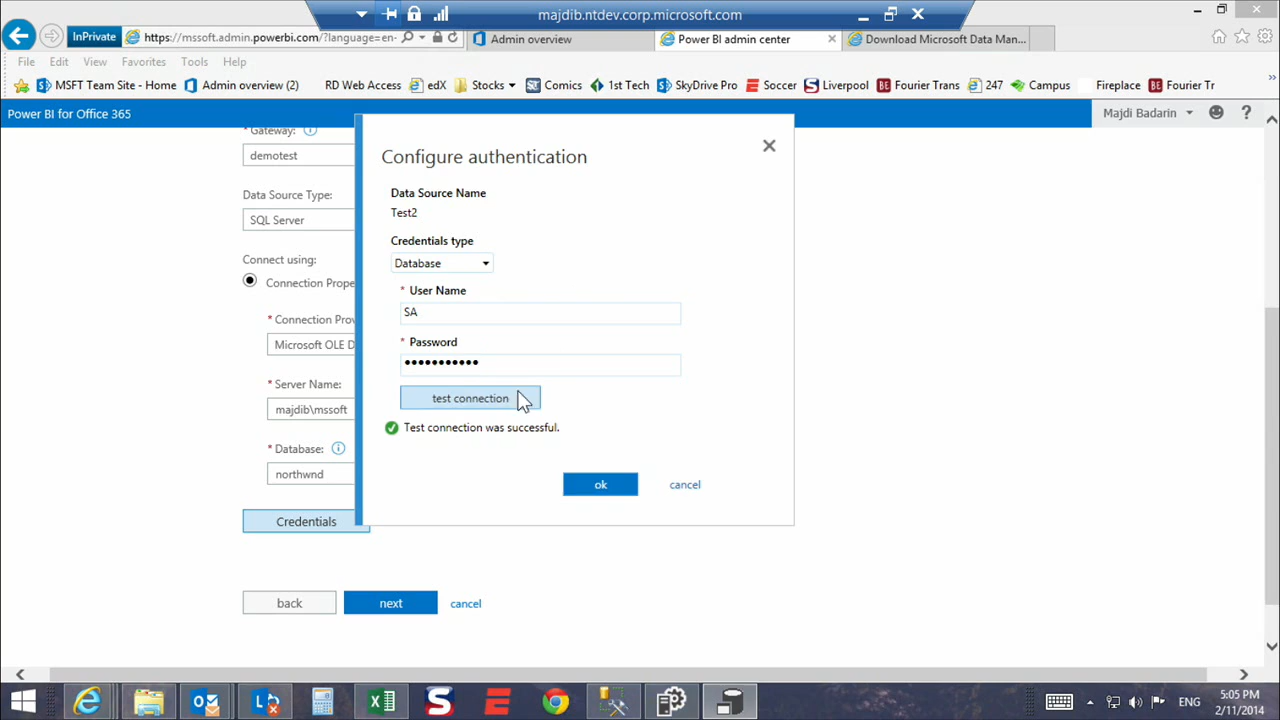 majdib.ntdev.corp.microsoft.com
InPrivate
https://mssoft.admin.powerbi.com/?language=en-
Admin overview
Power BI admin center
Download Microsoft Data Man...
File Edit View Favorites Tools Help
MSFT Team Site - Home
Admin overview (2)
RD Web Access
edX
Stocks
Comics
1st Tech
SkyDrive Pro
Soccer
Liverpool
Fourier Trans
247
Campus
Fireplace
Fourier Tr
Power BI for Office 365
Majdi Badarin
* Gateway:
demotest
Data Source Type:
SQL Server
Connect using:
Connection Prope
* Connection Prov
Microsoft OLE D
* Server Name:
majdib\mssoft
* Database:
northwnd
Credentials
Configure authentication
Data Source Name
Test2
Credentials type
Database
* User Name
SA
* Password
•••••••••••
test connection
Test connection was successful.
ok
cancel
back
next
cancel
ENG
5:05 PM
2/11/2014